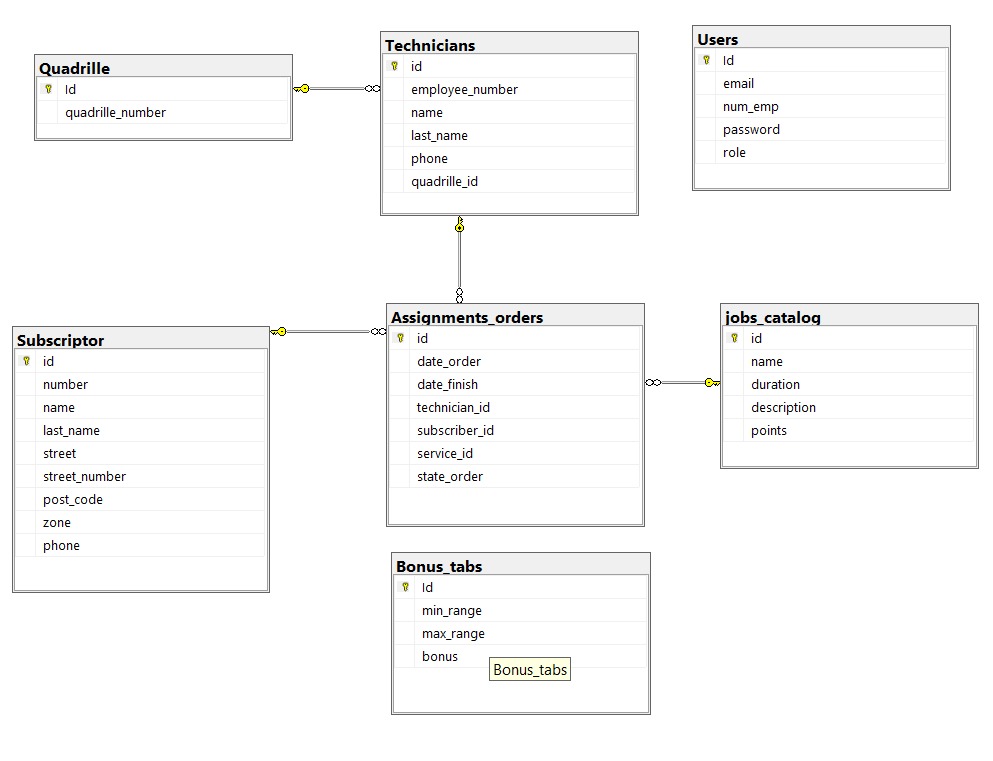 Quadrille
Id
quadrille_number
Technicians
id
employee_number
name
last_name
phone
quadrille_id
Users
Id
email
num_emp
password
role
Subscriptor
id
number
name
last_name
street
street_number
post_code
zone
phone
Assignments_orders
id
date_order
date_finish
technician_id
subscriber_id
service_id
state_order
jobs_catalog
id
name
duration
description
points
Bonus_tabs
Id
min_range
max_range
bonus
Bonus_tabs